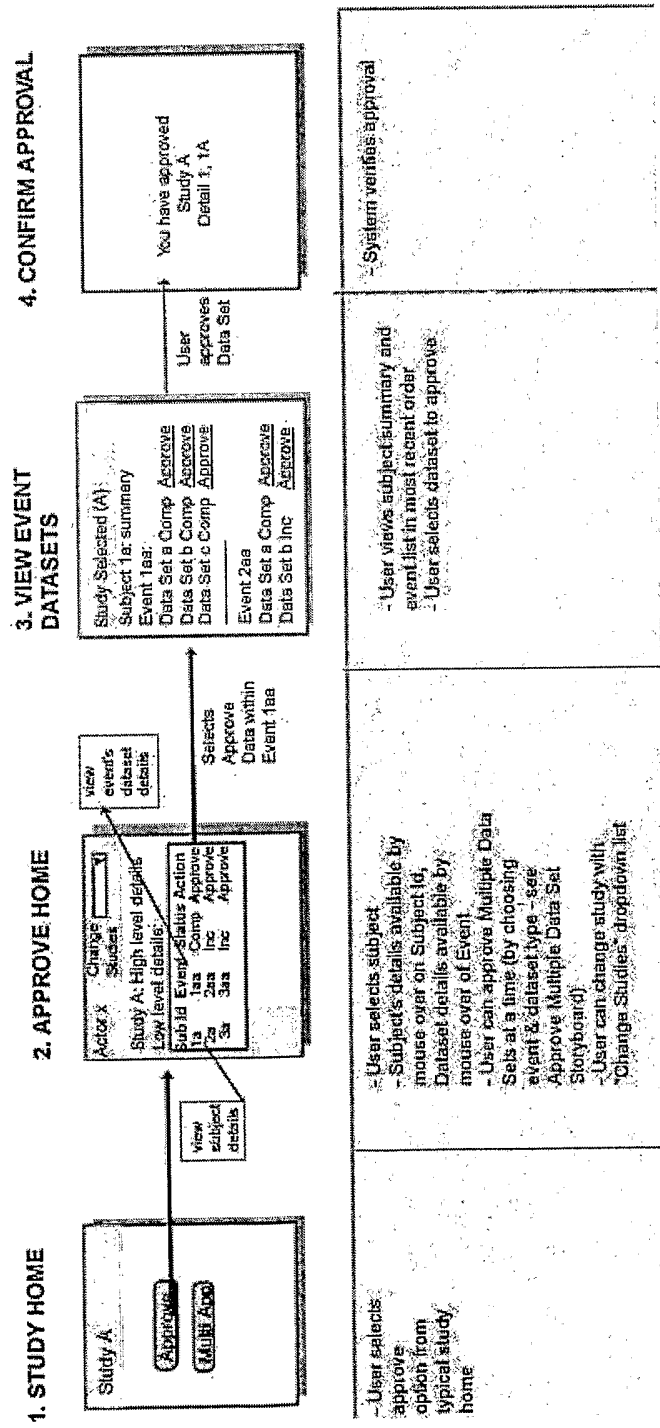 1. STUDY HOME
Study A
Approve
Multi App
view
subject
details
2. APPROVE HOME
Actor x
Change
Studies
Study A: High level details
Low level details:
Sub Id Event Status Action
1a 1aa Comp Approve
2a 2aa Inc Approve
3a 3aa Inc Approve
view
event's
dataset
details
Selects
Approve
Data within
Event 1aa
3. VIEW EVENT
DATASETS
Study Selected (A):
Subject 1a: summary
Event 1aa:
Data Set a Comp Approve
Data Set b Comp Approve
Data Set c Comp Approve
Event 2aa
Data Set a Comp Approve
Data Set b Inc Approve
User
approves
Data Set
4. CONFIRM APPROVAL
You have approved
Study A
Detail 1, 1A
- User selects
approve
option from
typical study
home
- User selects subject
- Subject's details available by
mouse over on Subject Id,
Dataset details available by
mouse over of Event
- User can approve Multiple Data
Sets at a time (by choosing
event & dataset type - see
Approve Multiple Data Set
Storyboard)
- User can change study with
"Change Studies" dropdown list
- User views subject summary and
event list in most recent order
- User selects dataset to approve
- System verifies approval